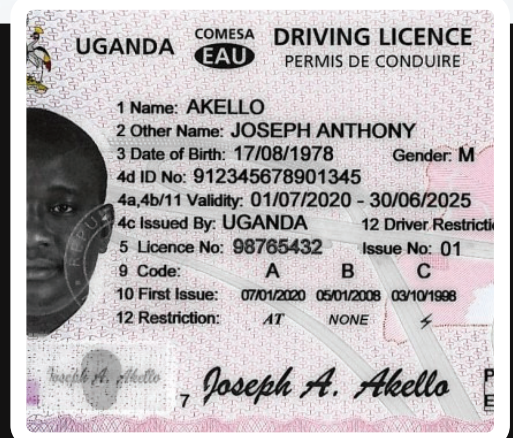 UGANDA COMESA EAU DRIVING LICENCE
PERMIS DE CONDUIRE
1 Name: AKELLO
2 Other Name: JOSEPH ANTHONY
3 Date of Birth: 17/08/1978 Gender: M
4d ID No: 912345678901345
4a,4b/11 Validity: 01/07/2020 - 30/06/2025
4c Issued By: UGANDA 12 Driver Restricti
5 Licence No: 98765432 Issue No: 01
9 Code: A B C
10 First Issue: 07/01/2020 05/01/2008 03/10/1998
12 Restriction: AT NONE
Joseph A. Akello
7 Joseph A. Akello
P
E
REPU